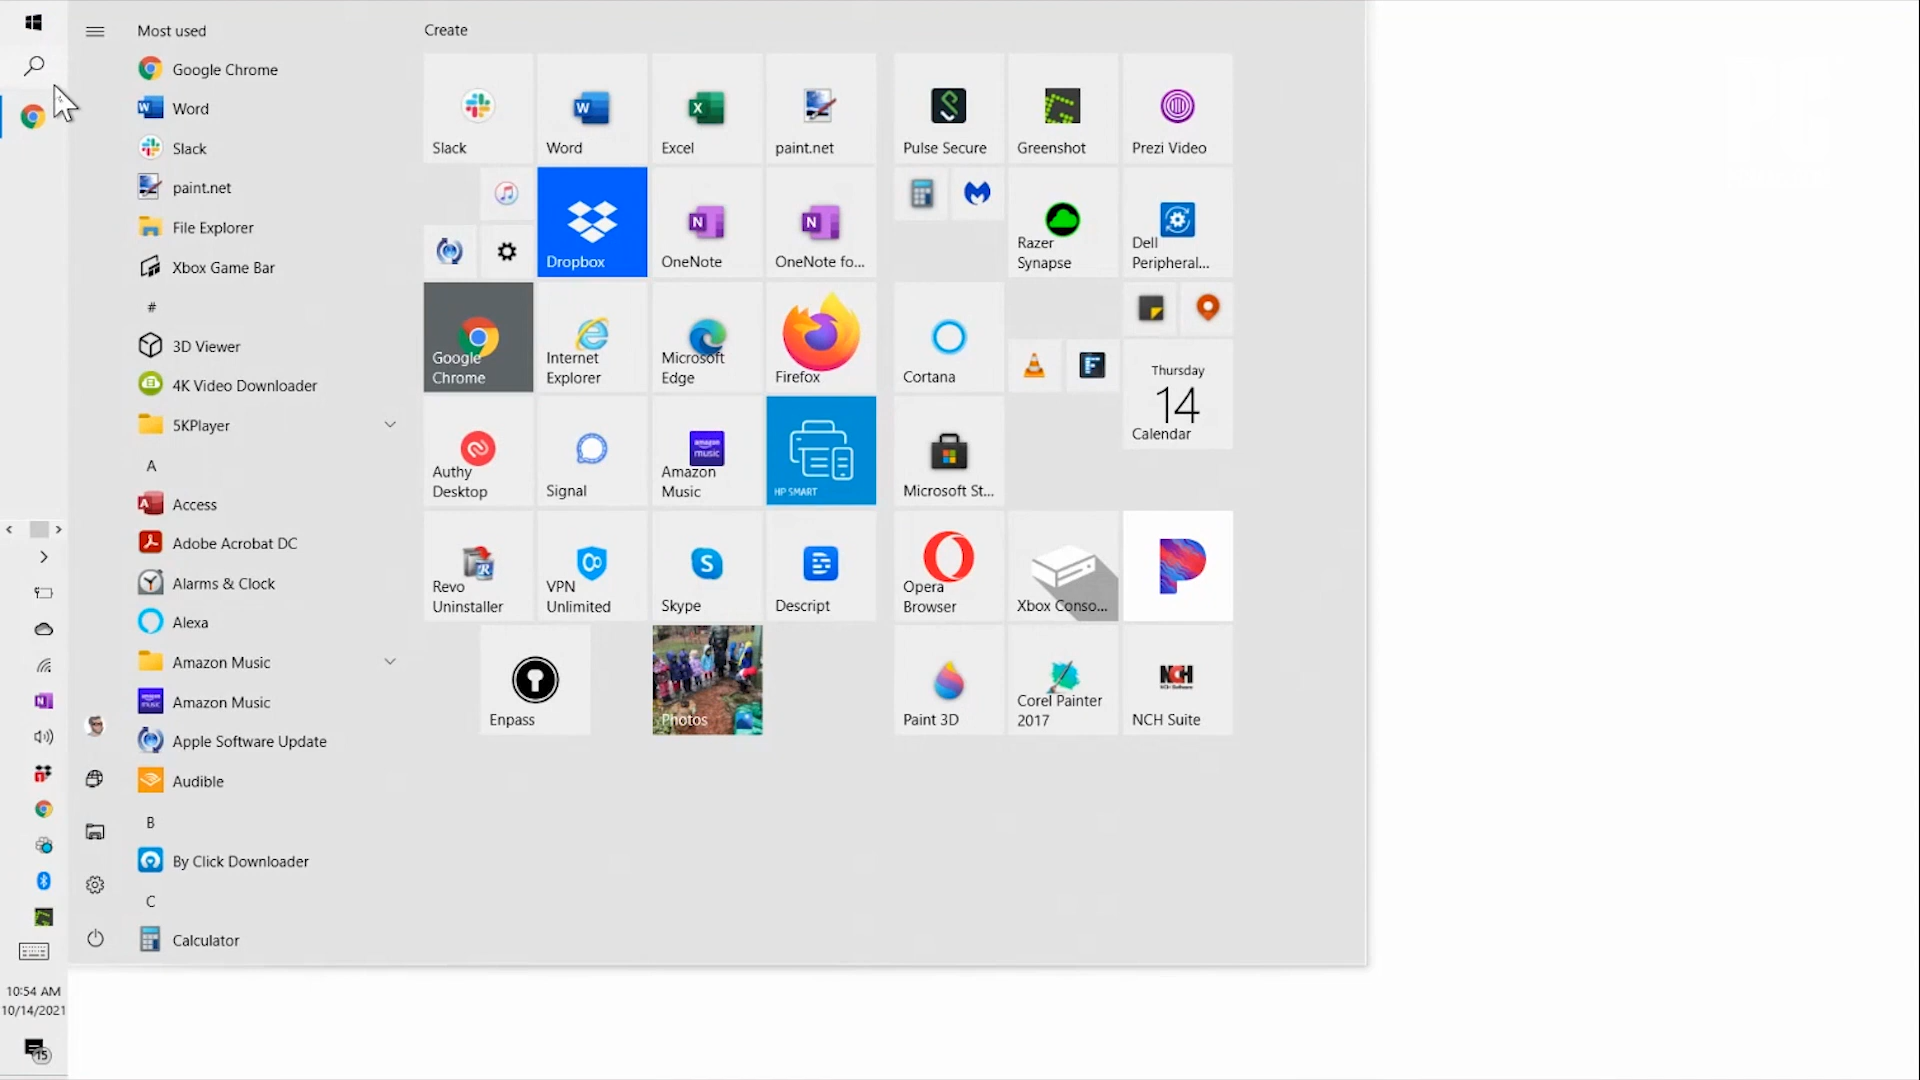 Most used
Google Chrome
Word
Slack
paint.net
File Explorer
Xbox Game Bar
#
3D Viewer
4K Video Downloader
5KPlayer
A
Access
Adobe Acrobat DC
Alarms & Clock
Alexa
Amazon Music
Amazon Music
Apple Software Update
Audible
B
By Click Downloader
C
Calculator
10:54 AM
10/14/2021
15
Create
Slack
Word
Excel
paint.net
Dropbox
OneNote
OneNote fo...
Google
Chrome
Internet
Explorer
Microsoft
Edge
Firefox
Authy
Desktop
Signal
amazon
music
Amazon
Music
HP SMART
Revo
Uninstaller
VPN
Unlimited
Skype
Descript
Enpass
Photos
Pulse Secure
Greenshot
Prezi Video
Razer
Synapse
Dell
Peripheral...
Cortana
Thursday
14
Calendar
Microsoft St...
Opera
Browser
Xbox Conso...
Paint 3D
Corel Painter
2017
NCH
NCH Suite